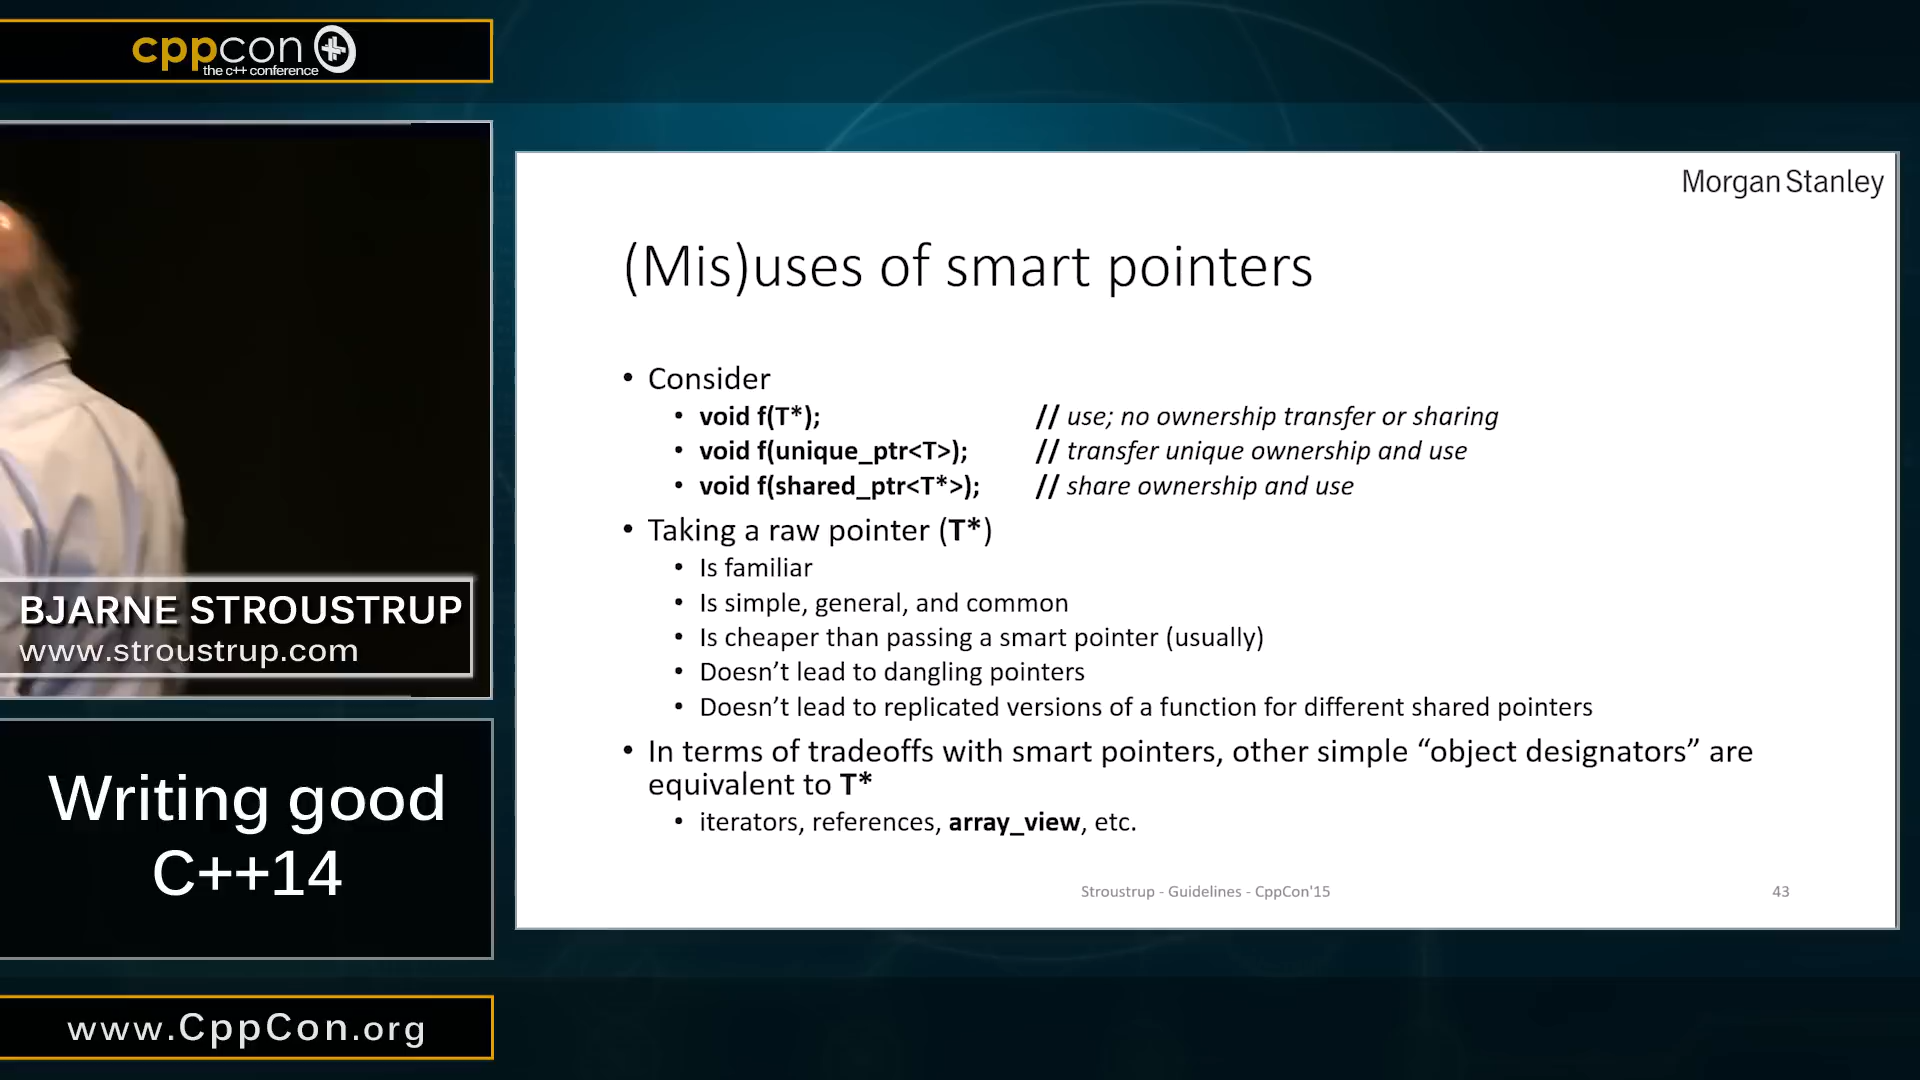 cppcon
the c++ conference
BJARNE STROUSTRUP
www.stroustrup.com
Writing good
C++14
www.CppCon.org
Morgan Stanley
(Mis)uses of smart pointers
• Consider
• void f(T*); // use; no ownership transfer or sharing
• void f(unique_ptr<T>); // transfer unique ownership and use
• void f(shared_ptr<T*>); // share ownership and use
• Taking a raw pointer (T*)
• Is familiar
• Is simple, general, and common
• Is cheaper than passing a smart pointer (usually)
• Doesn’t lead to dangling pointers
• Doesn’t lead to replicated versions of a function for different shared pointers
• In terms of tradeoffs with smart pointers, other simple “object designators” are
equivalent to T*
• iterators, references, array_view, etc.
Stroustrup - Guidelines - CppCon'15
43